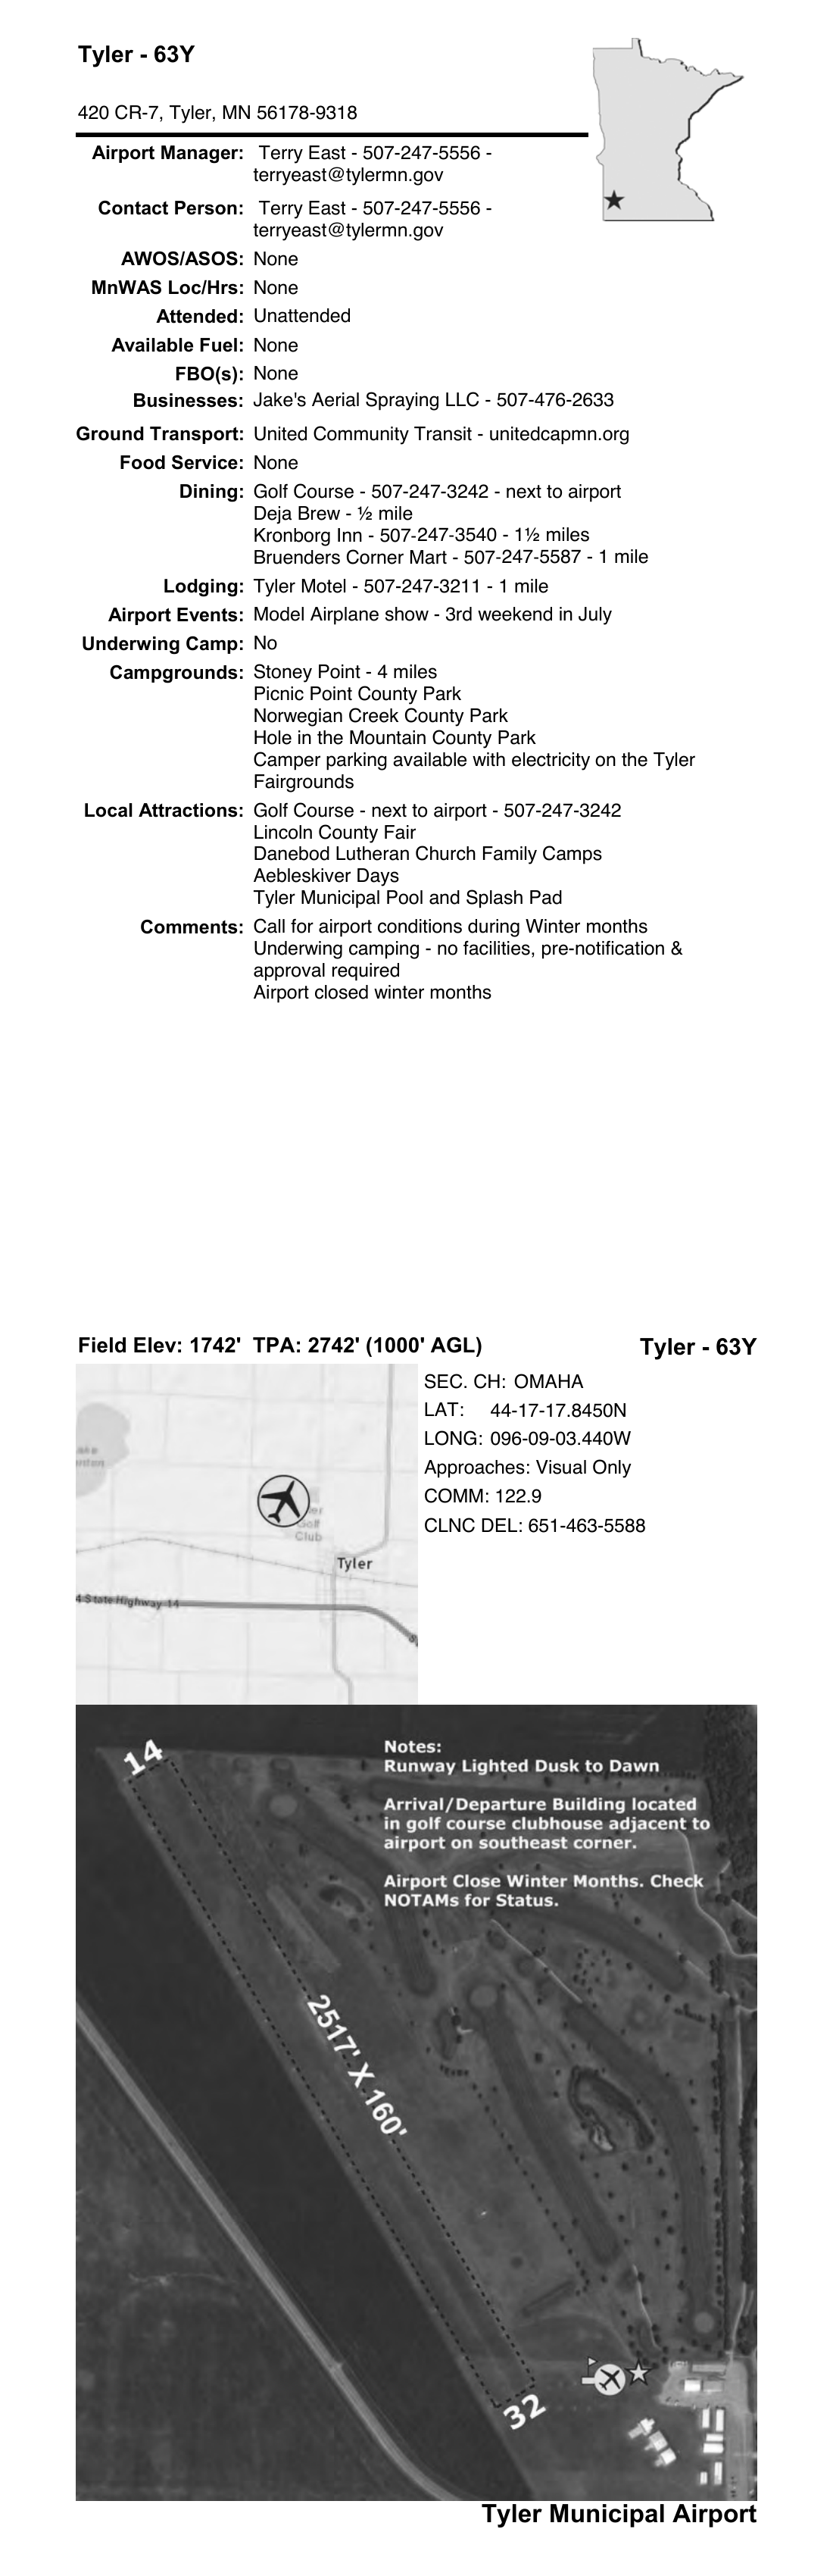 Tyler - 63Y
420 CR-7, Tyler, MN 56178-9318
Airport Manager: Terry East - 507-247-5556 -
terryeast@tylermn.gov
Contact Person: Terry East - 507-247-5556 -
terryeast@tylermn.gov
AWOS/ASOS: None
MnWAS Loc/Hrs: None
Attended: Unattended
Available Fuel: None
FBO(s): None
Businesses: Jake's Aerial Spraying LLC - 507-476-2633
Ground Transport: United Community Transit - unitedcapmn.org
Food Service: None
Dining: Golf Course - 507-247-3242 - next to airport
Deja Brew - ½ mile
Kronborg Inn - 507-247-3540 - 1½ miles
Bruenders Corner Mart - 507-247-5587 - 1 mile
Lodging: Tyler Motel - 507-247-3211 - 1 mile
Airport Events: Model Airplane show - 3rd weekend in July
Underwing Camp: No
Campgrounds: Stoney Point - 4 miles
Picnic Point County Park
Norwegian Creek County Park
Hole in the Mountain County Park
Camper parking available with electricity on the Tyler
Fairgrounds
Local Attractions: Golf Course - next to airport - 507-247-3242
Lincoln County Fair
Danebod Lutheran Church Family Camps
Aebleskiver Days
Tyler Municipal Pool and Splash Pad
Comments: Call for airport conditions during Winter months
Underwing camping - no facilities, pre-notification &
approval required
Airport closed winter months
Field Elev: 1742' TPA: 2742' (1000' AGL)
Tyler - 63Y
SEC. CH: OMAHA
LAT: 44-17-17.8450N
LONG: 096-09-03.440W
Approaches: Visual Only
COMM: 122.9
CLNC DEL: 651-463-5588
Golf
Club
Tyler
State Highway 14
14
Notes:
Runway Lighted Dusk to Dawn
Arrival/Departure Building located
in golf course clubhouse adjacent to
airport on southeast corner.
Airport Close Winter Months. Check
NOTAMs for Status.
2517' X 160'
32
Tyler Municipal Airport